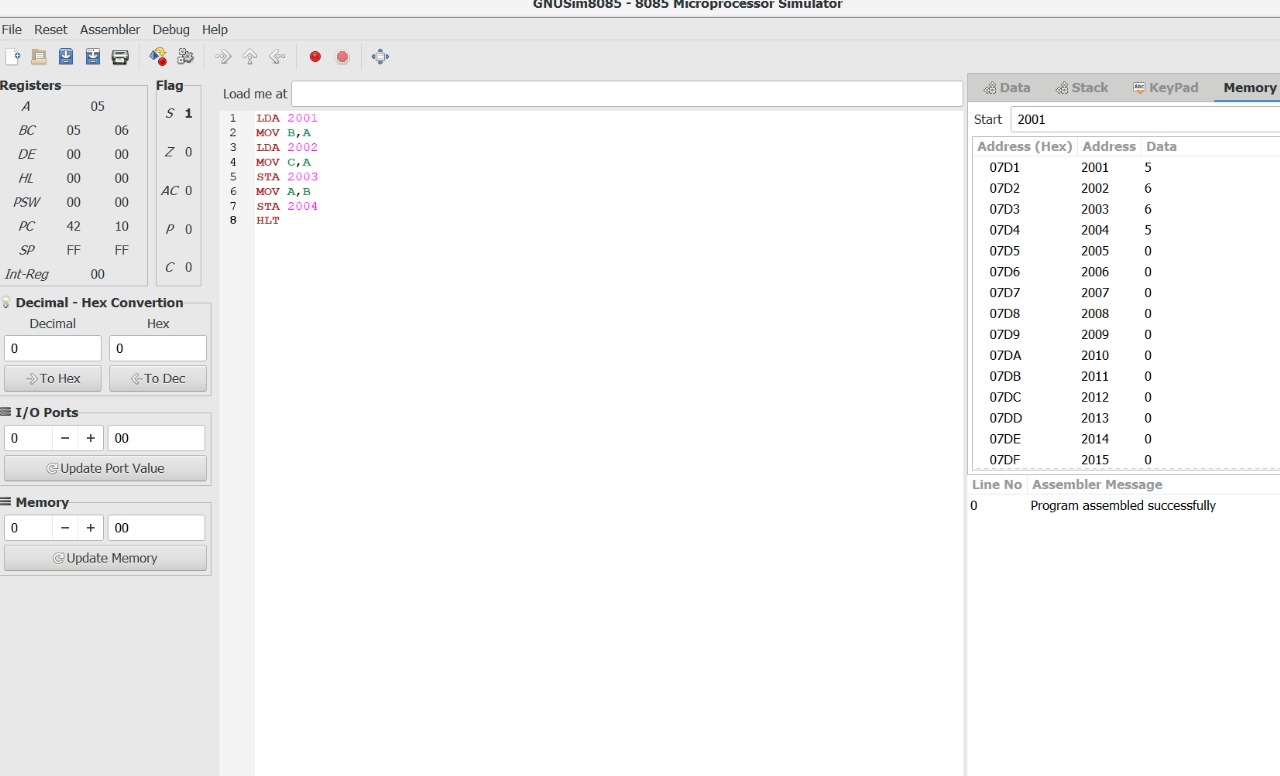 GNUSim8085 - 8085 Microprocessor Simulator
File Reset Assembler Debug Help
Registers
A 05
BC 05 06
DE 00 00
HL 00 00
PSW 00 00
PC 42 10
SP FF FF
Int-Reg 00
Flag
S 1
Z 0
AC 0
P 0
C 0
Decimal - Hex Convertion
Decimal Hex
0 0
To Hex To Dec
I/O Ports
0 - + 00
Update Port Value
Memory
0 - + 00
Update Memory
Load me at
1 LDA 2001
2 MOV B,A
3 LDA 2002
4 MOV C,A
5 STA 2003
6 MOV A,B
7 STA 2004
8 HLT
Data Stack Abc KeyPad Memory
Start 2001
Address (Hex) Address Data
07D1 2001 5
07D2 2002 6
07D3 2003 6
07D4 2004 5
07D5 2005 0
07D6 2006 0
07D7 2007 0
07D8 2008 0
07D9 2009 0
07DA 2010 0
07DB 2011 0
07DC 2012 0
07DD 2013 0
07DE 2014 0
07DF 2015 0
Line No Assembler Message
0 Program assembled successfully